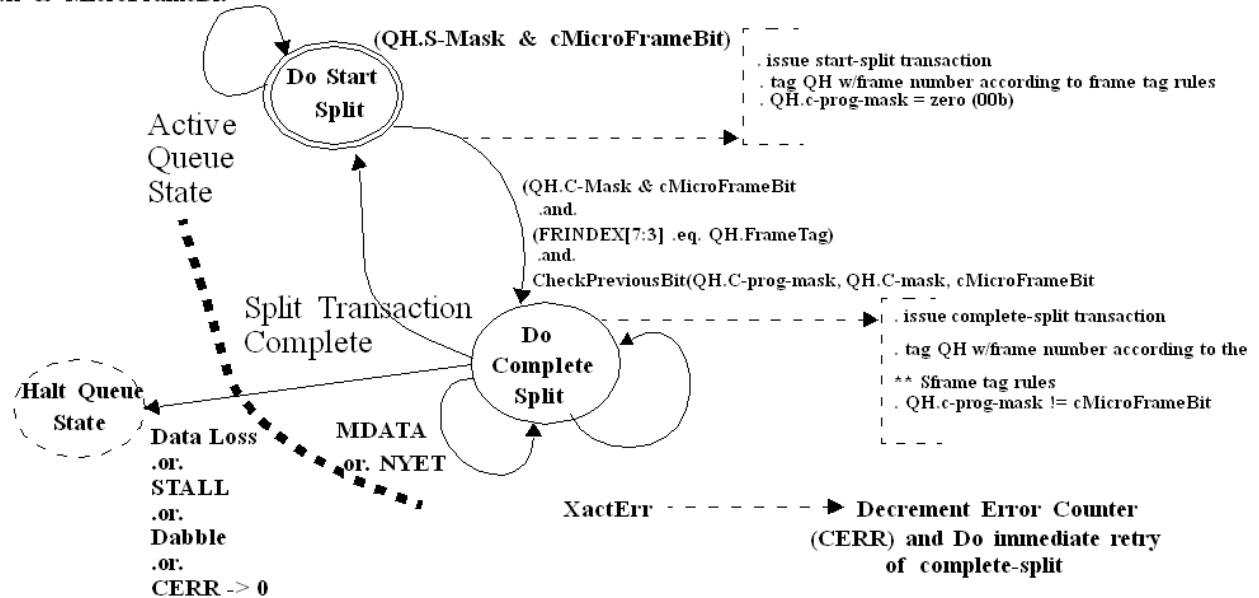 (QH.S-Mask & cMicroFrameBit)
Do Start
Split
. issue start-split transaction
. tag QH w/frame number according to frame tag rules
. QH.c-prog-mask = zero (00b)
Active
Queue
State
(QH.C-Mask & cMicroFrameBit
.and.
(FRINDEX[7:3] .eq. QH.FrameTag)
.and.
CheckPreviousBit(QH.C-prog-mask, QH.C-mask, cMicroFrameBit
Split Transaction
Complete
Do
Complete
Split
. issue complete-split transaction
. tag QH w/frame number according to the
** Sframe tag rules
. QH.c-prog-mask != cMicroFrameBit
Halt Queue
State
Data Loss
.or.
STALL
.or.
Dabble
.or.
CERR -> 0
MDATA
or. NYET
XactErr
Decrement Error Counter
(CERR) and Do immediate retry
of complete-split